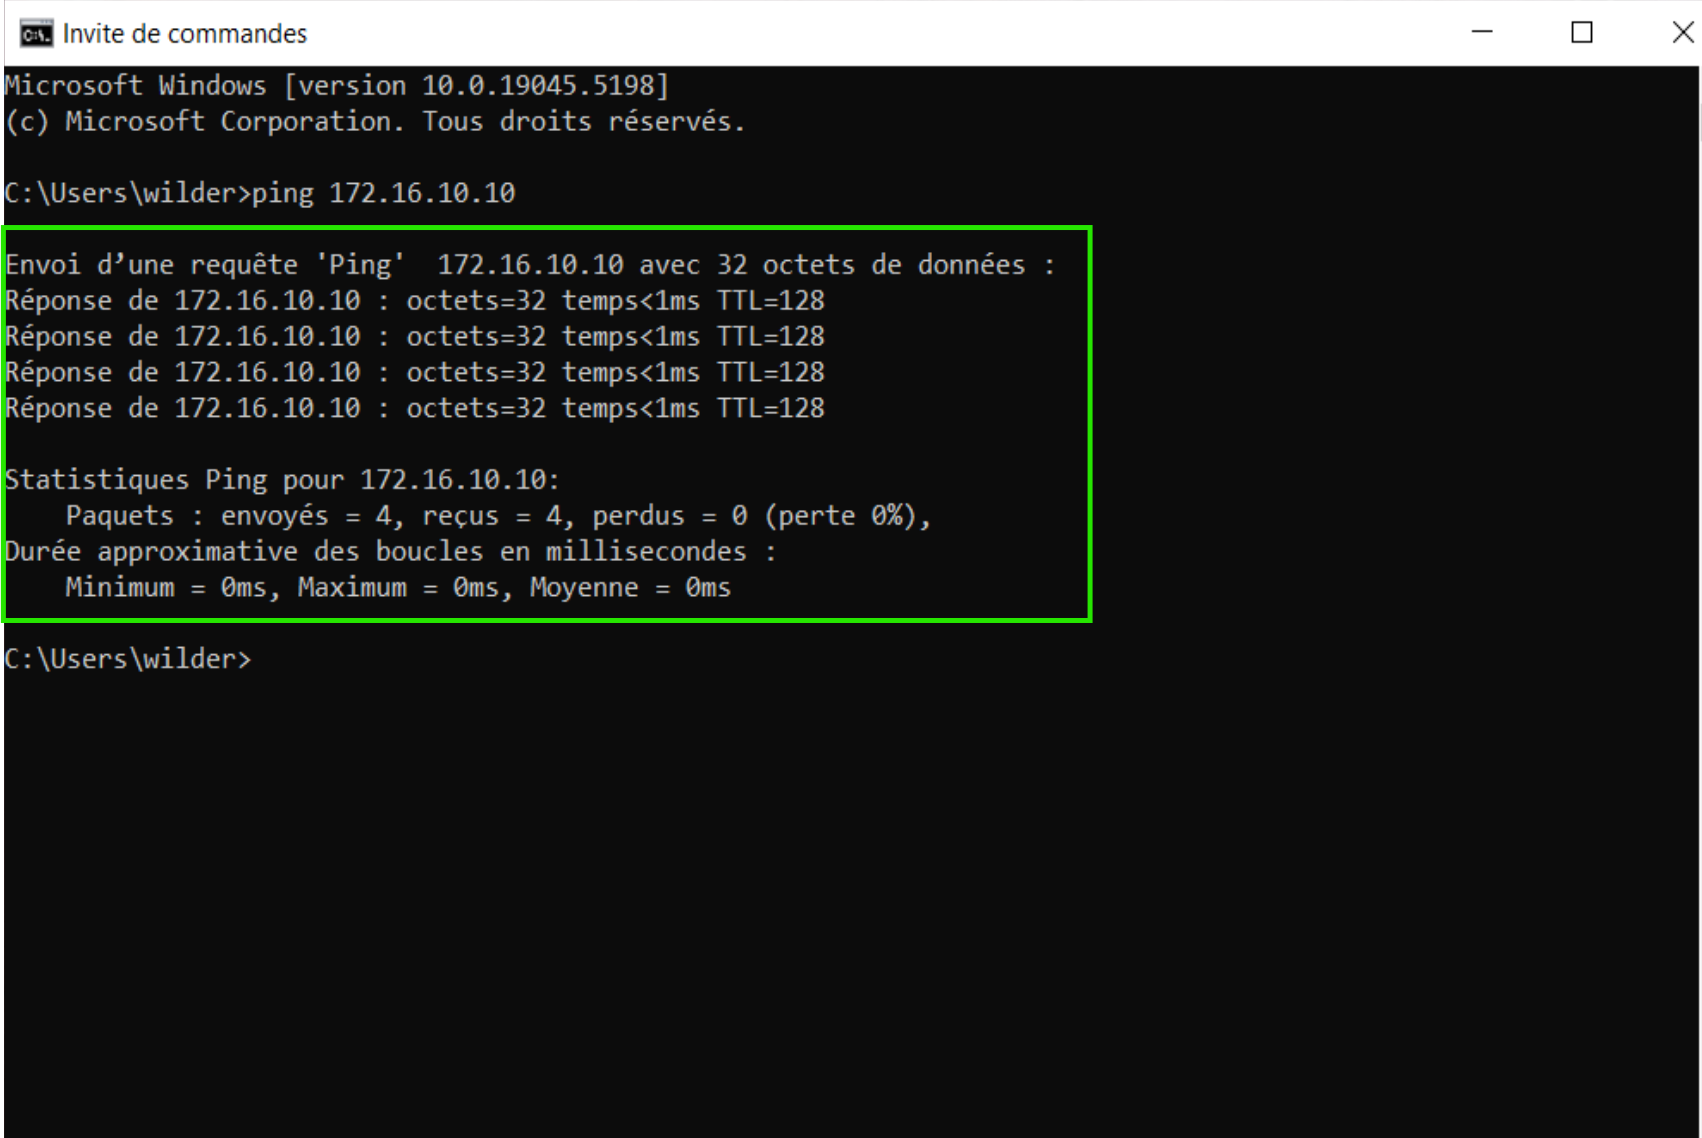 Invite de commandes
Microsoft Windows [version 10.0.19045.5198]
(c) Microsoft Corporation. Tous droits réservés.
C:\Users\wilder>ping 172.16.10.10
Envoi d’une requête 'Ping'  172.16.10.10 avec 32 octets de données :
Réponse de 172.16.10.10 : octets=32 temps<1ms TTL=128
Réponse de 172.16.10.10 : octets=32 temps<1ms TTL=128
Réponse de 172.16.10.10 : octets=32 temps<1ms TTL=128
Réponse de 172.16.10.10 : octets=32 temps<1ms TTL=128
Statistiques Ping pour 172.16.10.10:
    Paquets : envoyés = 4, reçus = 4, perdus = 0 (perte 0%),
Durée approximative des boucles en millisecondes :
    Minimum = 0ms, Maximum = 0ms, Moyenne = 0ms
C:\Users\wilder>